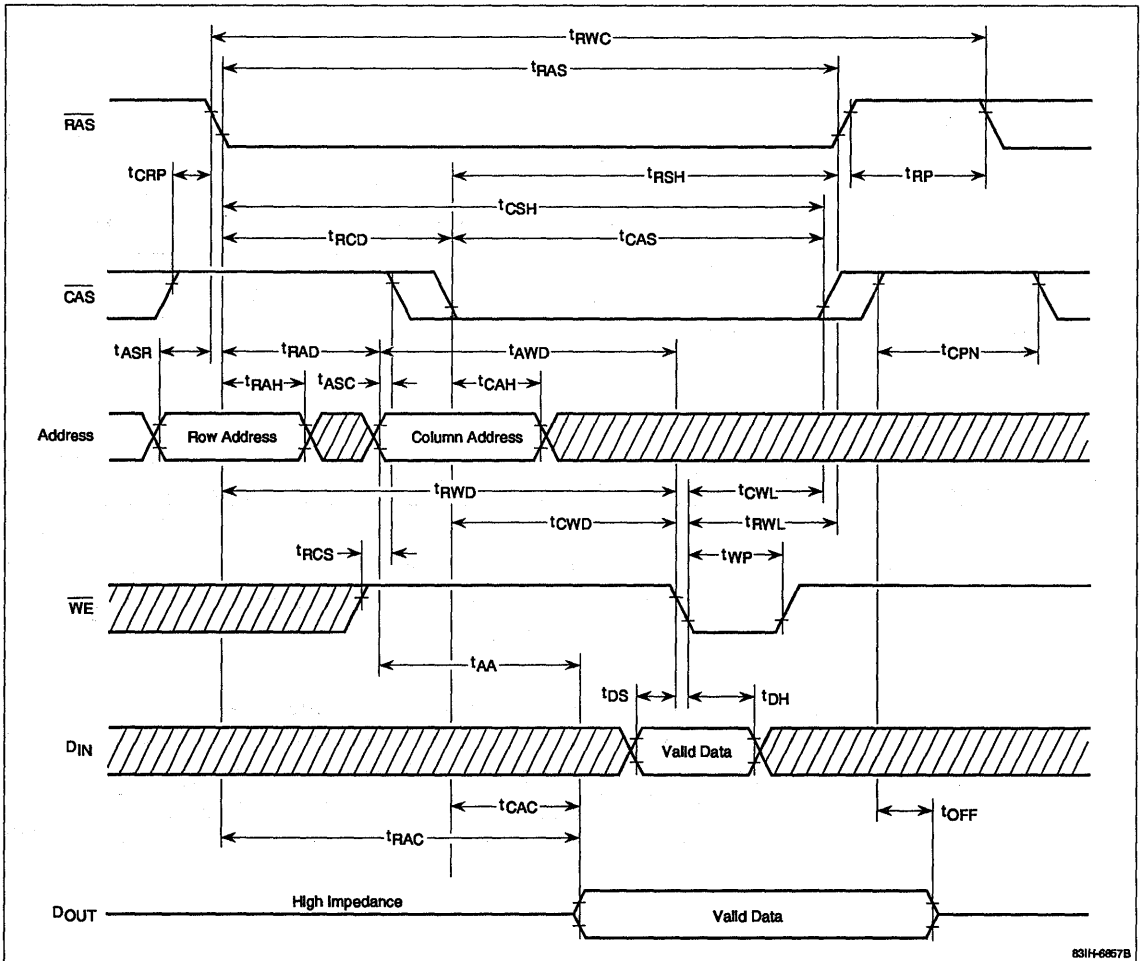 tRWC
tRAS
RAS
tCRP
tRSH
tRP
tCSH
tRCD
tCAS
CAS
tASR
tRAD
tAWD
tCPN
tRAH
tASC
tCAH
Address
Row Address
Column Address
tRWD
tCWL
tCWD
tRWL
tRCS
tWP
WE
tAA
tDS
tDH
DIN
Valid Data
tCAC
tOFF
tRAC
High Impedance
DOUT
Valid Data
83IH-6857B